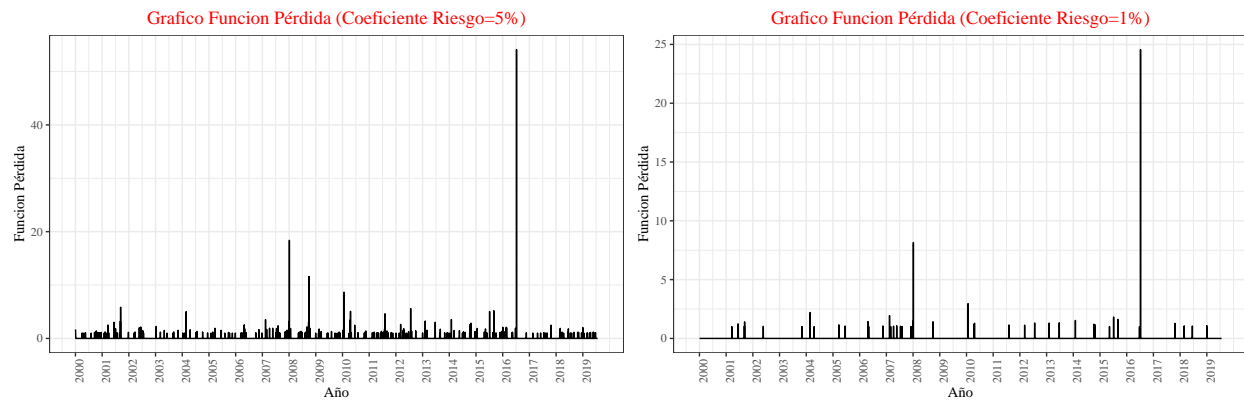 Grafico Funcion Pérdida (Coeficiente Riesgo=5%)
Funcion Pérdida
40
20
0
2000 2001 2002 2003 2004 2005 2006 2007 2008 2009 2010 2011 2012 2013 2014 2015 2016 2017 2018 2019
Año
Grafico Funcion Pérdida (Coeficiente Riesgo=1%)
Funcion Pérdida
25
20
15
10
5
0
2000 2001 2002 2003 2004 2005 2006 2007 2008 2009 2010 2011 2012 2013 2014 2015 2016 2017 2018 2019
Año